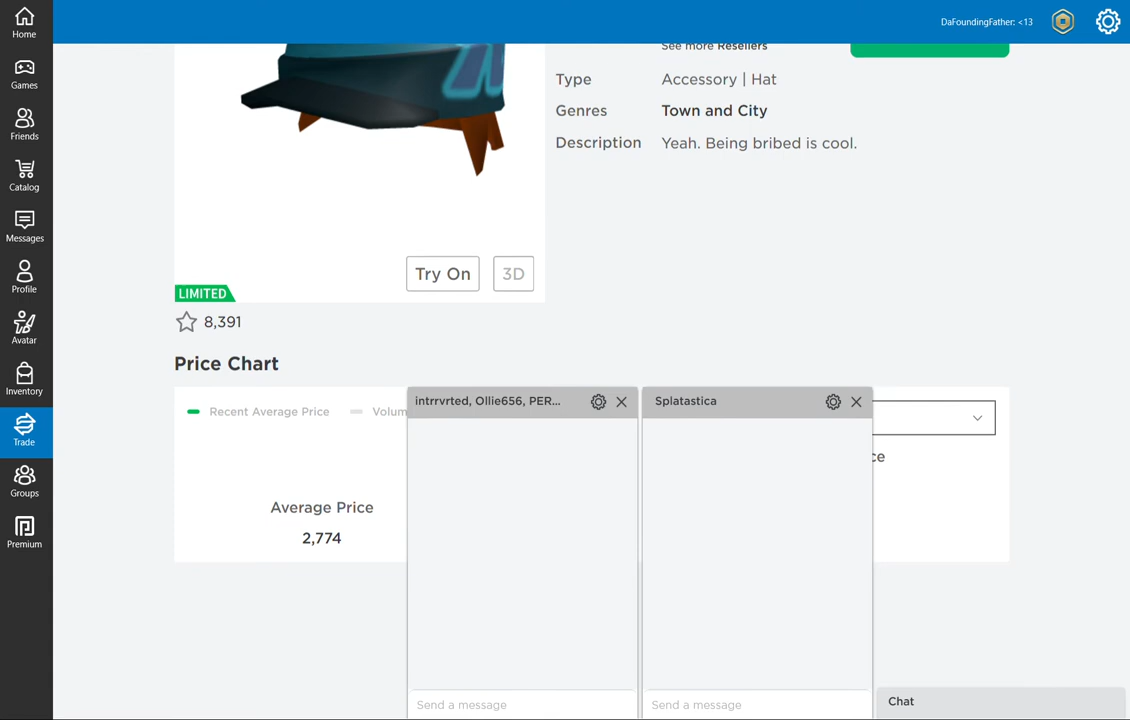 Home
Games
Friends
Catalog
Messages
Profile
Avatar
Inventory
Trade
Groups
Premium
DaFoundingFather: <13
See more Resellers
Type Accessory | Hat
Genres Town and City
Description Yeah. Being bribed is cool.
Try On
3D
LIMITED
8,391
Price Chart
Recent Average Price
Volum
Average Price
2,774
intrrvrted, Ollie656, PER...
Send a message
Splatastica
Send a message
ce
Chat